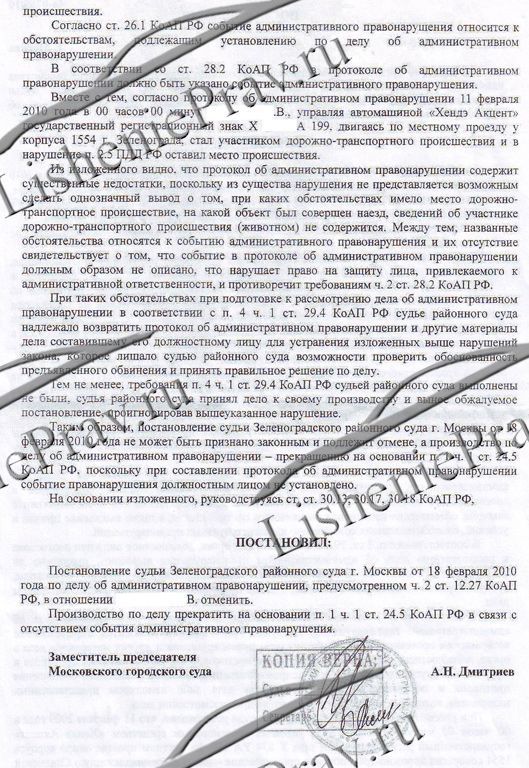 происшествия.
Согласно ст. 26.1 КоАП РФ событие административного правонарушения относится к
обстоятельствам, подлежащим установлению по делу об административном
правонарушении.
В соответствии со ст. 28.2 КоАП РФ в протоколе об административном
правонарушении должно быть указано событие административного правонарушения.
Вместе с тем, согласно протоколу об административном правонарушении 11 февраля
2010 года в 00 часов 00 минут .В., управляя автомашиной «Хендэ Акцент»
государственный регистрационный знак Х А 199, двигаясь по местному проезду у
корпуса 1554 г. Зеленограда, стал участником дорожно-транспортного происшествия и в
нарушение п. 2.5 ПДД РФ оставил место происшествия.
Из изложенного видно, что протокол об административном правонарушении содержит
существенные недостатки, поскольку из существа нарушения не представляется возможным
сделать однозначный вывод о том, при каких обстоятельствах имело место дорожно-
транспортное происшествие, на какой объект был совершен наезд, сведений об участнике
дорожно-транспортного происшествия (животном) не содержится. Между тем, названные
обстоятельства относятся к событию административного правонарушения и их отсутствие
свидетельствует о том, что событие в протоколе об административном правонарушении
должным образом не описано, что нарушает право на защиту лица, привлекаемого к
административной ответственности, и противоречит требованиям ч. 2 ст. 28.2 КоАП РФ.
При таких обстоятельствах при подготовке к рассмотрению дела об административном
правонарушении в соответствии с п. 4 ч. 1 ст. 29.4 КоАП РФ судье районного суда
надлежало возвратить протокол об административном правонарушении и другие материалы
дела составившему его должностному лицу для устранения изложенных выше нарушений
закона, которое лишало судью районного суда возможности проверить обоснованность
предъявленного обвинения и принять правильное решение по делу.
Тем не менее, требования п. 4 ч. 1 ст. 29.4 КоАП РФ судьей районного суда выполнены
не были, судья районного суда принял дело к своему производству и вынес обжалуемое
постановление, проигнорировав вышеуказанное нарушение.
Таким образом, постановление судьи Зеленоградского районного суда г. Москвы от 18
февраля 2010 года не может быть признано законным и подлежит отмене, а производство по
делу об административном правонарушении – прекращению на основании п. 1 ч. 1 ст. 24.5
КоАП РФ, поскольку при составлении протокола об административном правонарушении
событие правонарушения должностным лицом не установлено.
На основании изложенного, руководствуясь ст. ст. 30.13, 30.17, 30.18 КоАП РФ,
ПОСТАНОВИЛ:
Постановление судьи Зеленоградского районного суда г. Москвы от 18 февраля 2010
года по делу об административном правонарушении, предусмотренном ч. 2 ст. 12.27 КоАП
РФ, в отношении В. отменить.
Производство по делу прекратить на основании п. 1 ч. 1 ст. 24.5 КоАП РФ в связи с
отсутствием события административного правонарушения.
Заместитель председателя
Московского городского суда А.Н. Дмитриев
КОПИЯ ВЕРНА:
Судья
Секретарь
LisheniePrav.ru
LisheniePrav.ru
LisheniePrav.ru
LisheniePrav.ru